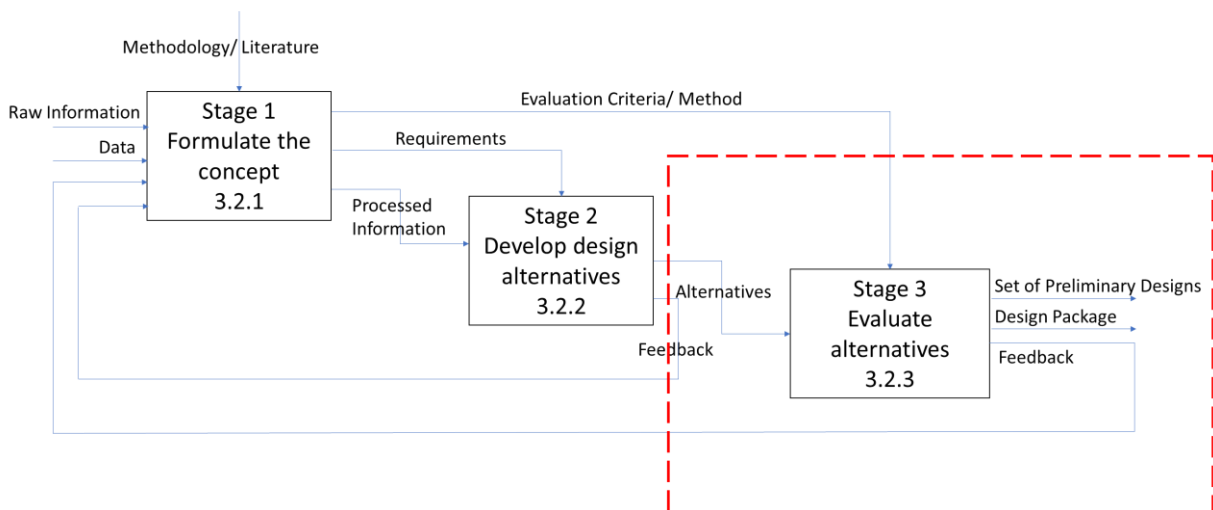 Methodology/ Literature
Raw Information
Data
Stage 1
Formulate the
concept
3.2.1
Evaluation Criteria/ Method
Requirements
Processed
Information
Stage 2
Develop design
alternatives
3.2.2
Alternatives
Feedback
Stage 3
Evaluate
alternatives
3.2.3
Set of Preliminary Designs
Design Package
Feedback